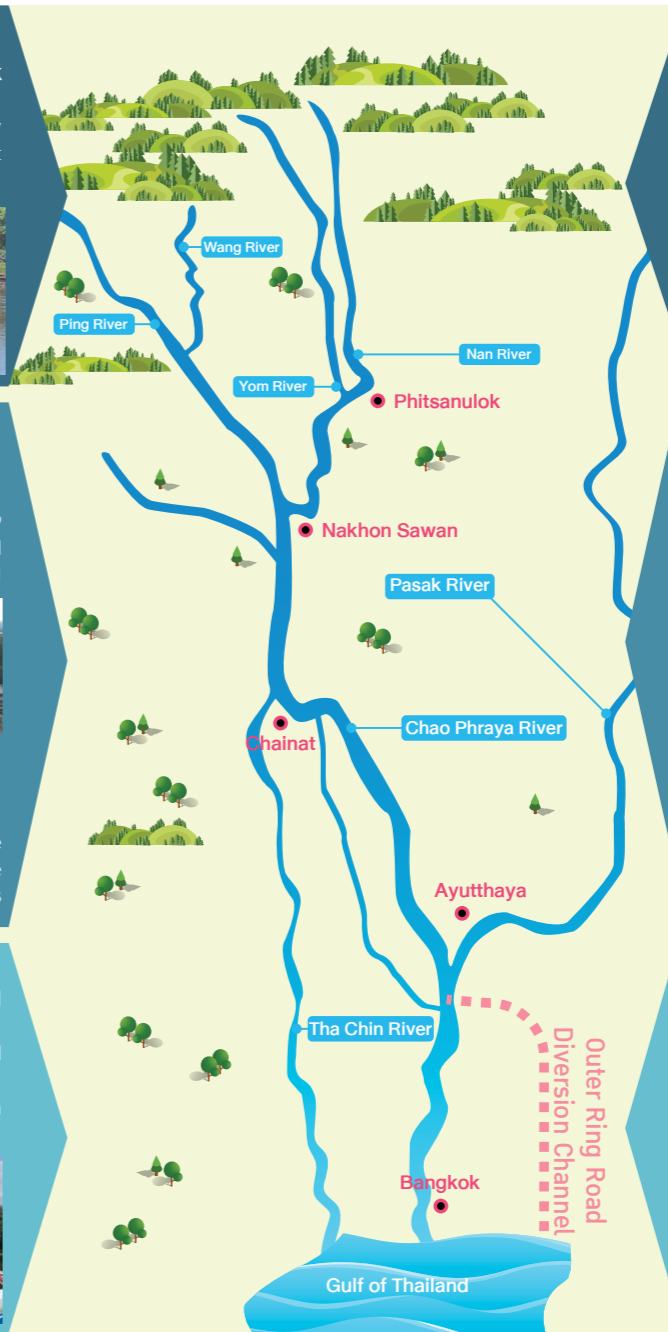 Wang River
Ping River
Nan River
Yom River
Phitsanulok
Nakhon Sawan
Pasak River
Chao Phraya River
Chainat
Ayutthaya
Tha Chin River
Outer Ring Road
Diversion Channel
Bangkok
Gulf of Thailand